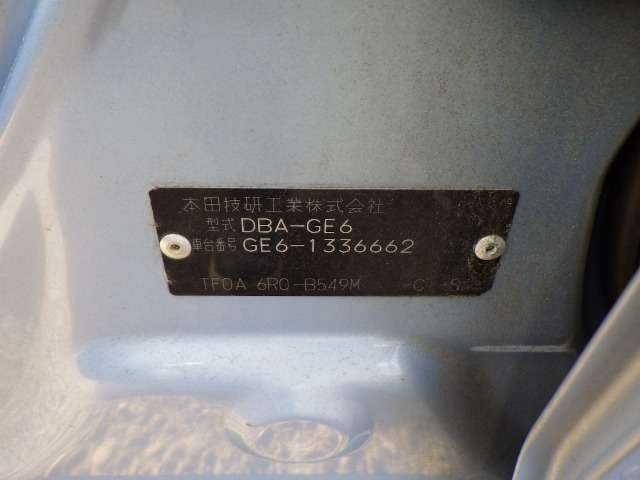 本田技研工業株式会社
型式 DBA-GE6
車台番号 GE6-1336662
TF0A 6R0-B549M -C -S